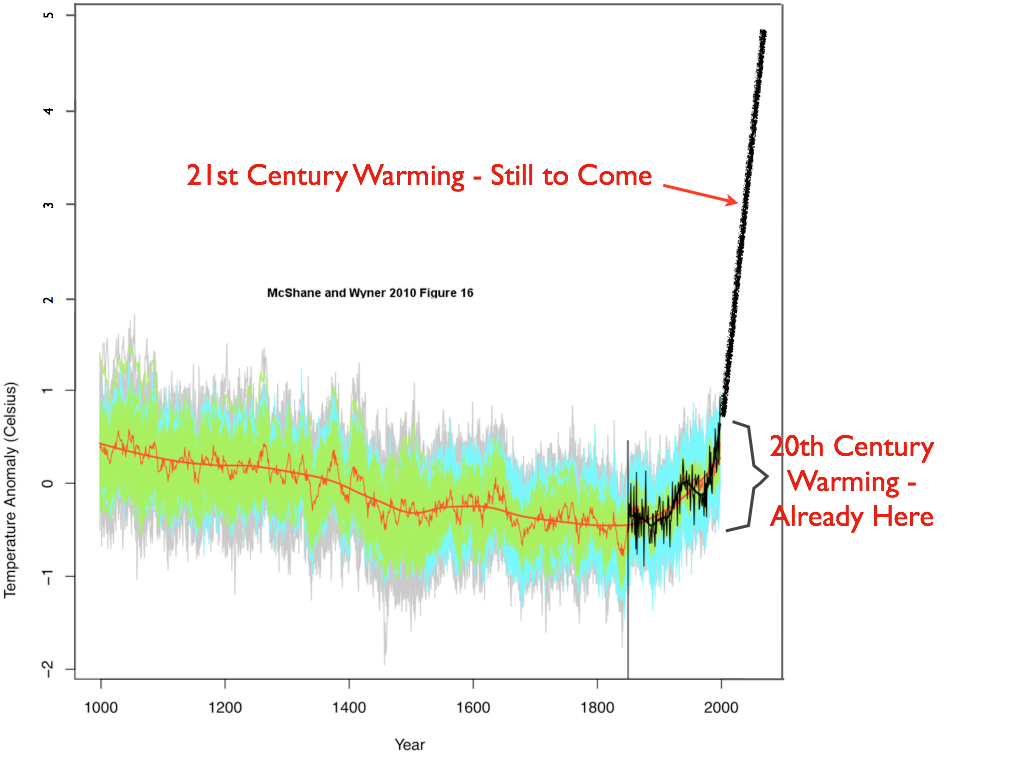 5
4
21st Century Warming - Still to Come
3
McShane and Wyner 2010 Figure 16
2
1
20th Century
Warming -
Already Here
0
-1
-2
Temperature Anomaly (Celsius)
1000 1200 1400 1600 1800 2000
Year